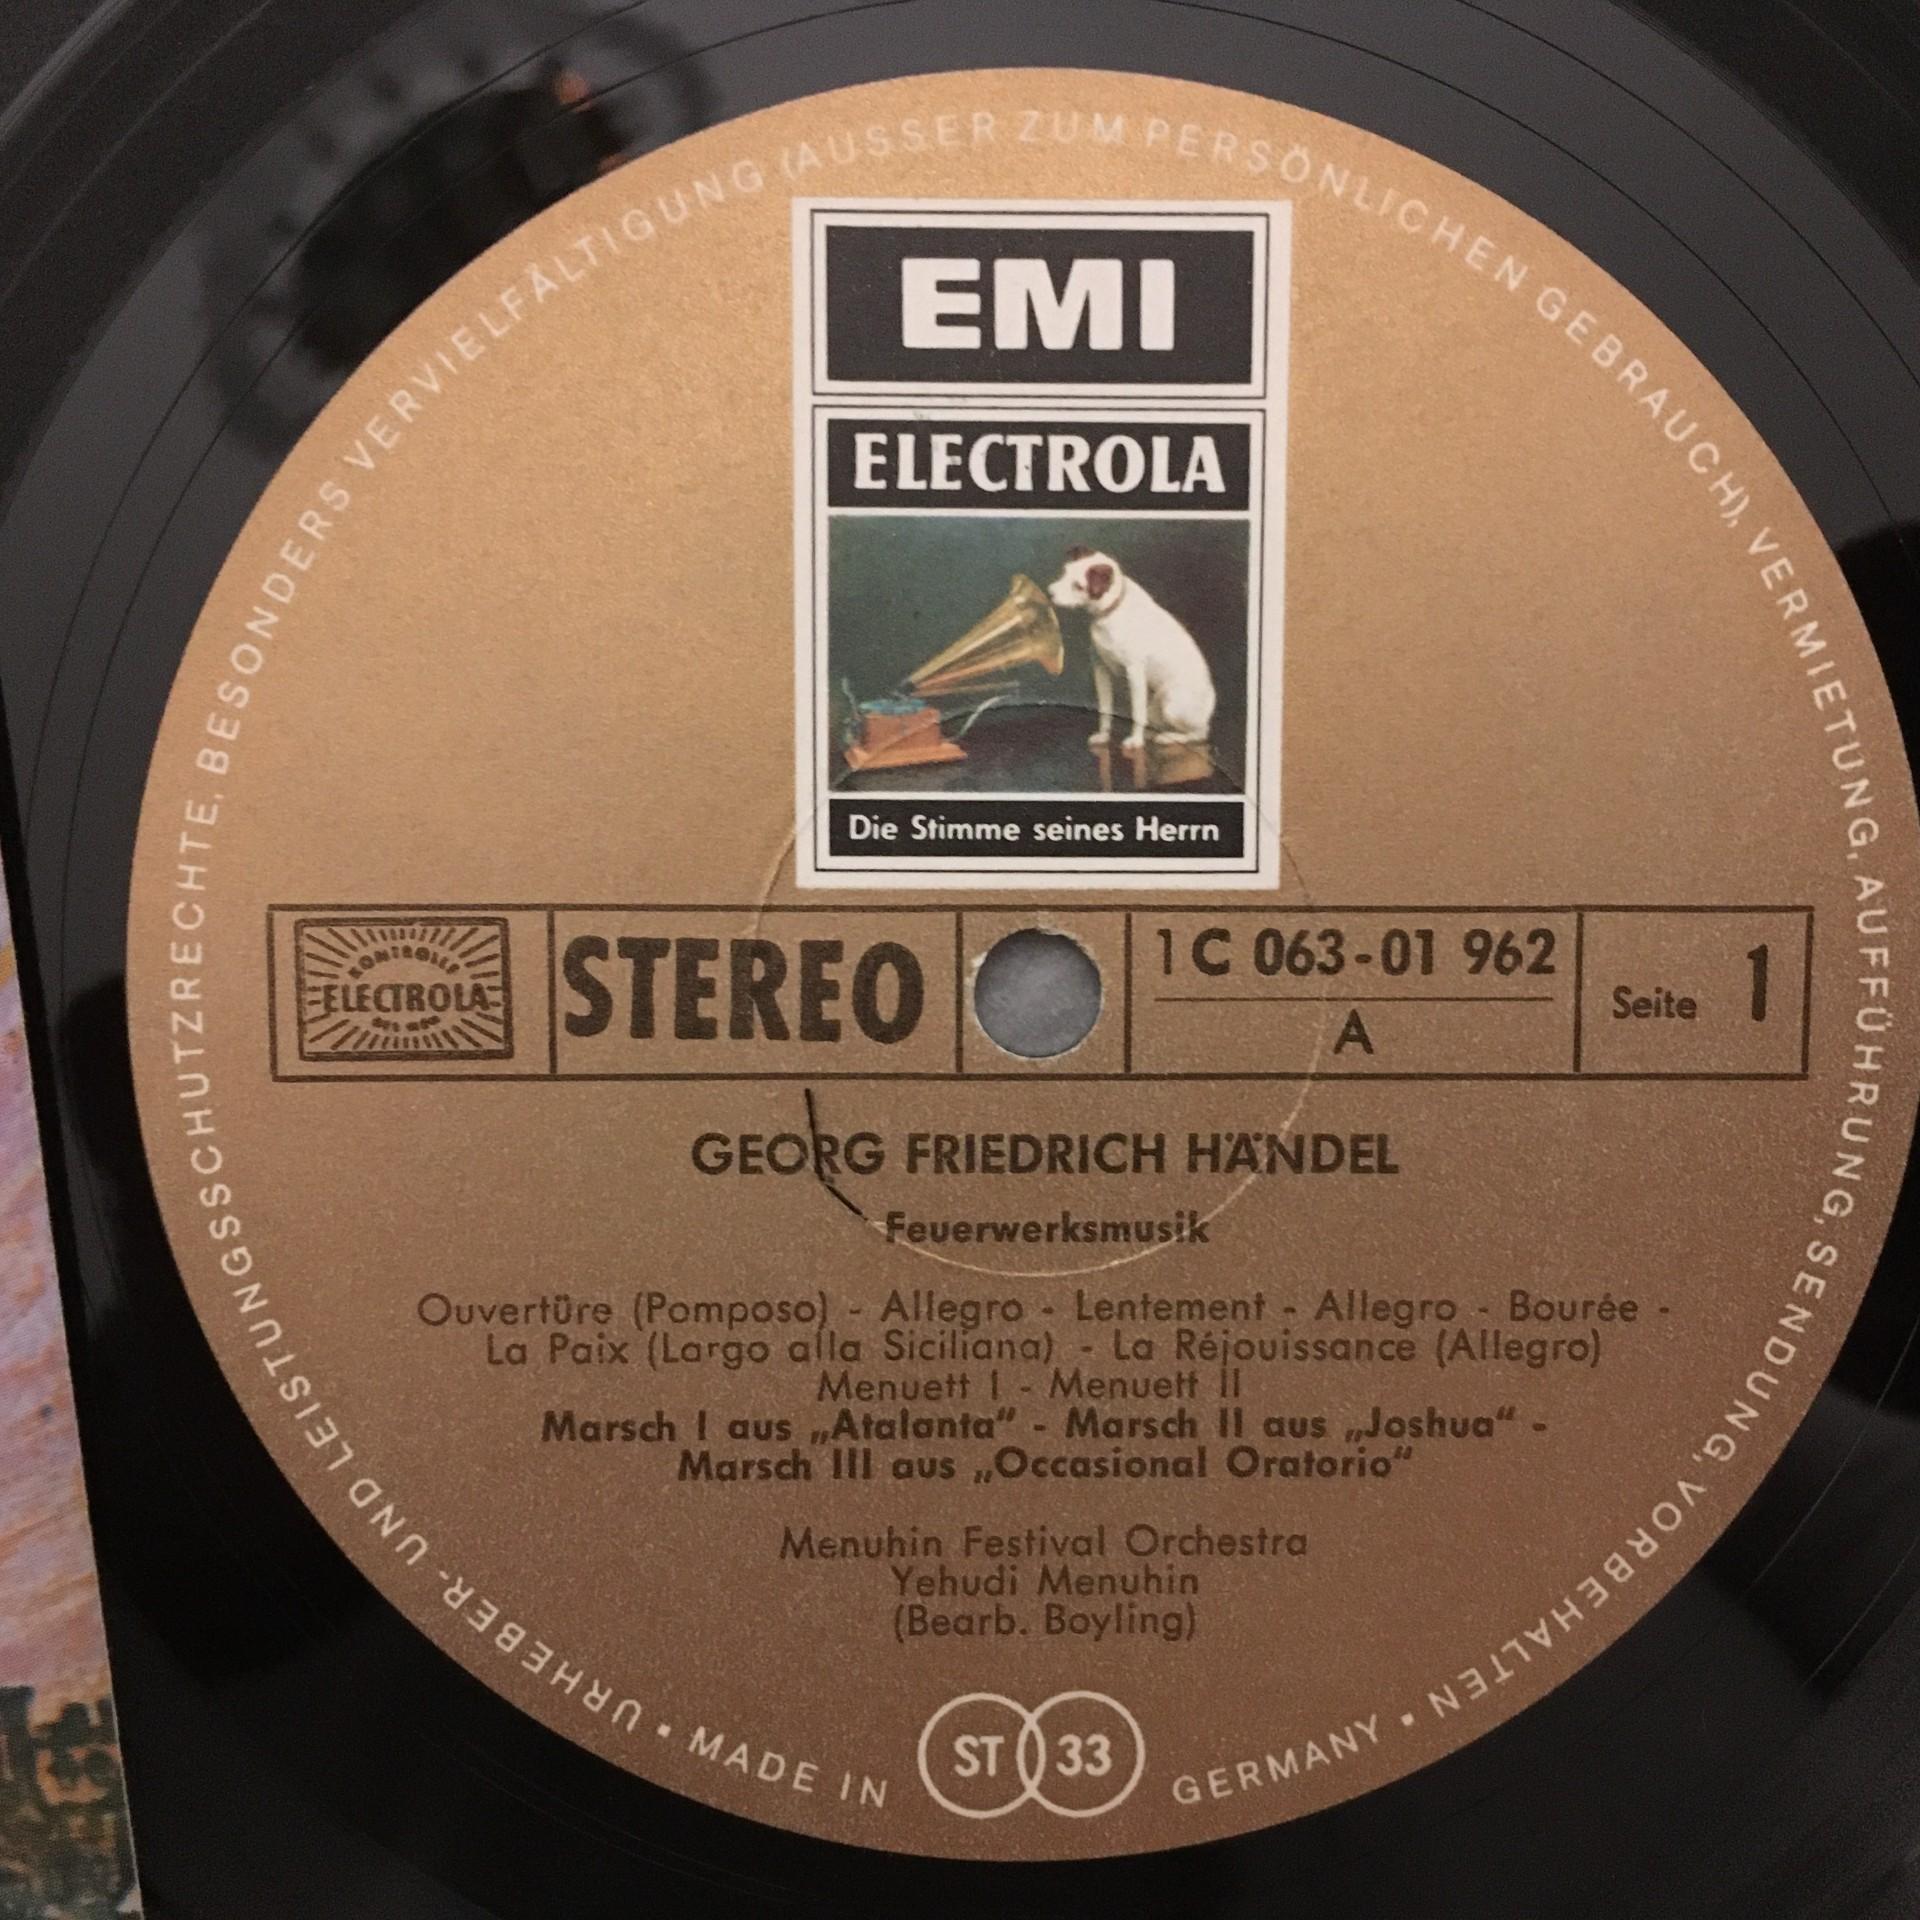 EMI
ELECTROLA
Die Stimme seines Herrn
KONTROLLE
ELECTROLA
STEREO
1 C 063-01 962
A
Seite 1
GEORG FRIEDRICH HÄNDEL
Feuerwerksmusik
Ouvertüre (Pomposo) - Allegro - Lentement - Allegro - Bourée -
La Paix (Largo alla Siciliana) - La Réjouissance (Allegro)
Menuett I - Menuett II
Marsch I aus „Atalanta“ - Marsch II aus „Joshua“ -
Marsch III aus „Occasional Oratorio“
Menuhin Festival Orchestra
Yehudi Menuhin
(Bearb. Boyling)
ST 33
MADE IN GERMANY
• URHEBER- UND LEISTUNGSSCHUTZRECHTE, BESONDERS VERVIELFÄLTIGUNG (AUSSER ZUM PERSÖNLICHEN GEBRAUCH), VERMIETUNG, AUFFÜHRUNG, SENDUNG, VORBEHALTEN •